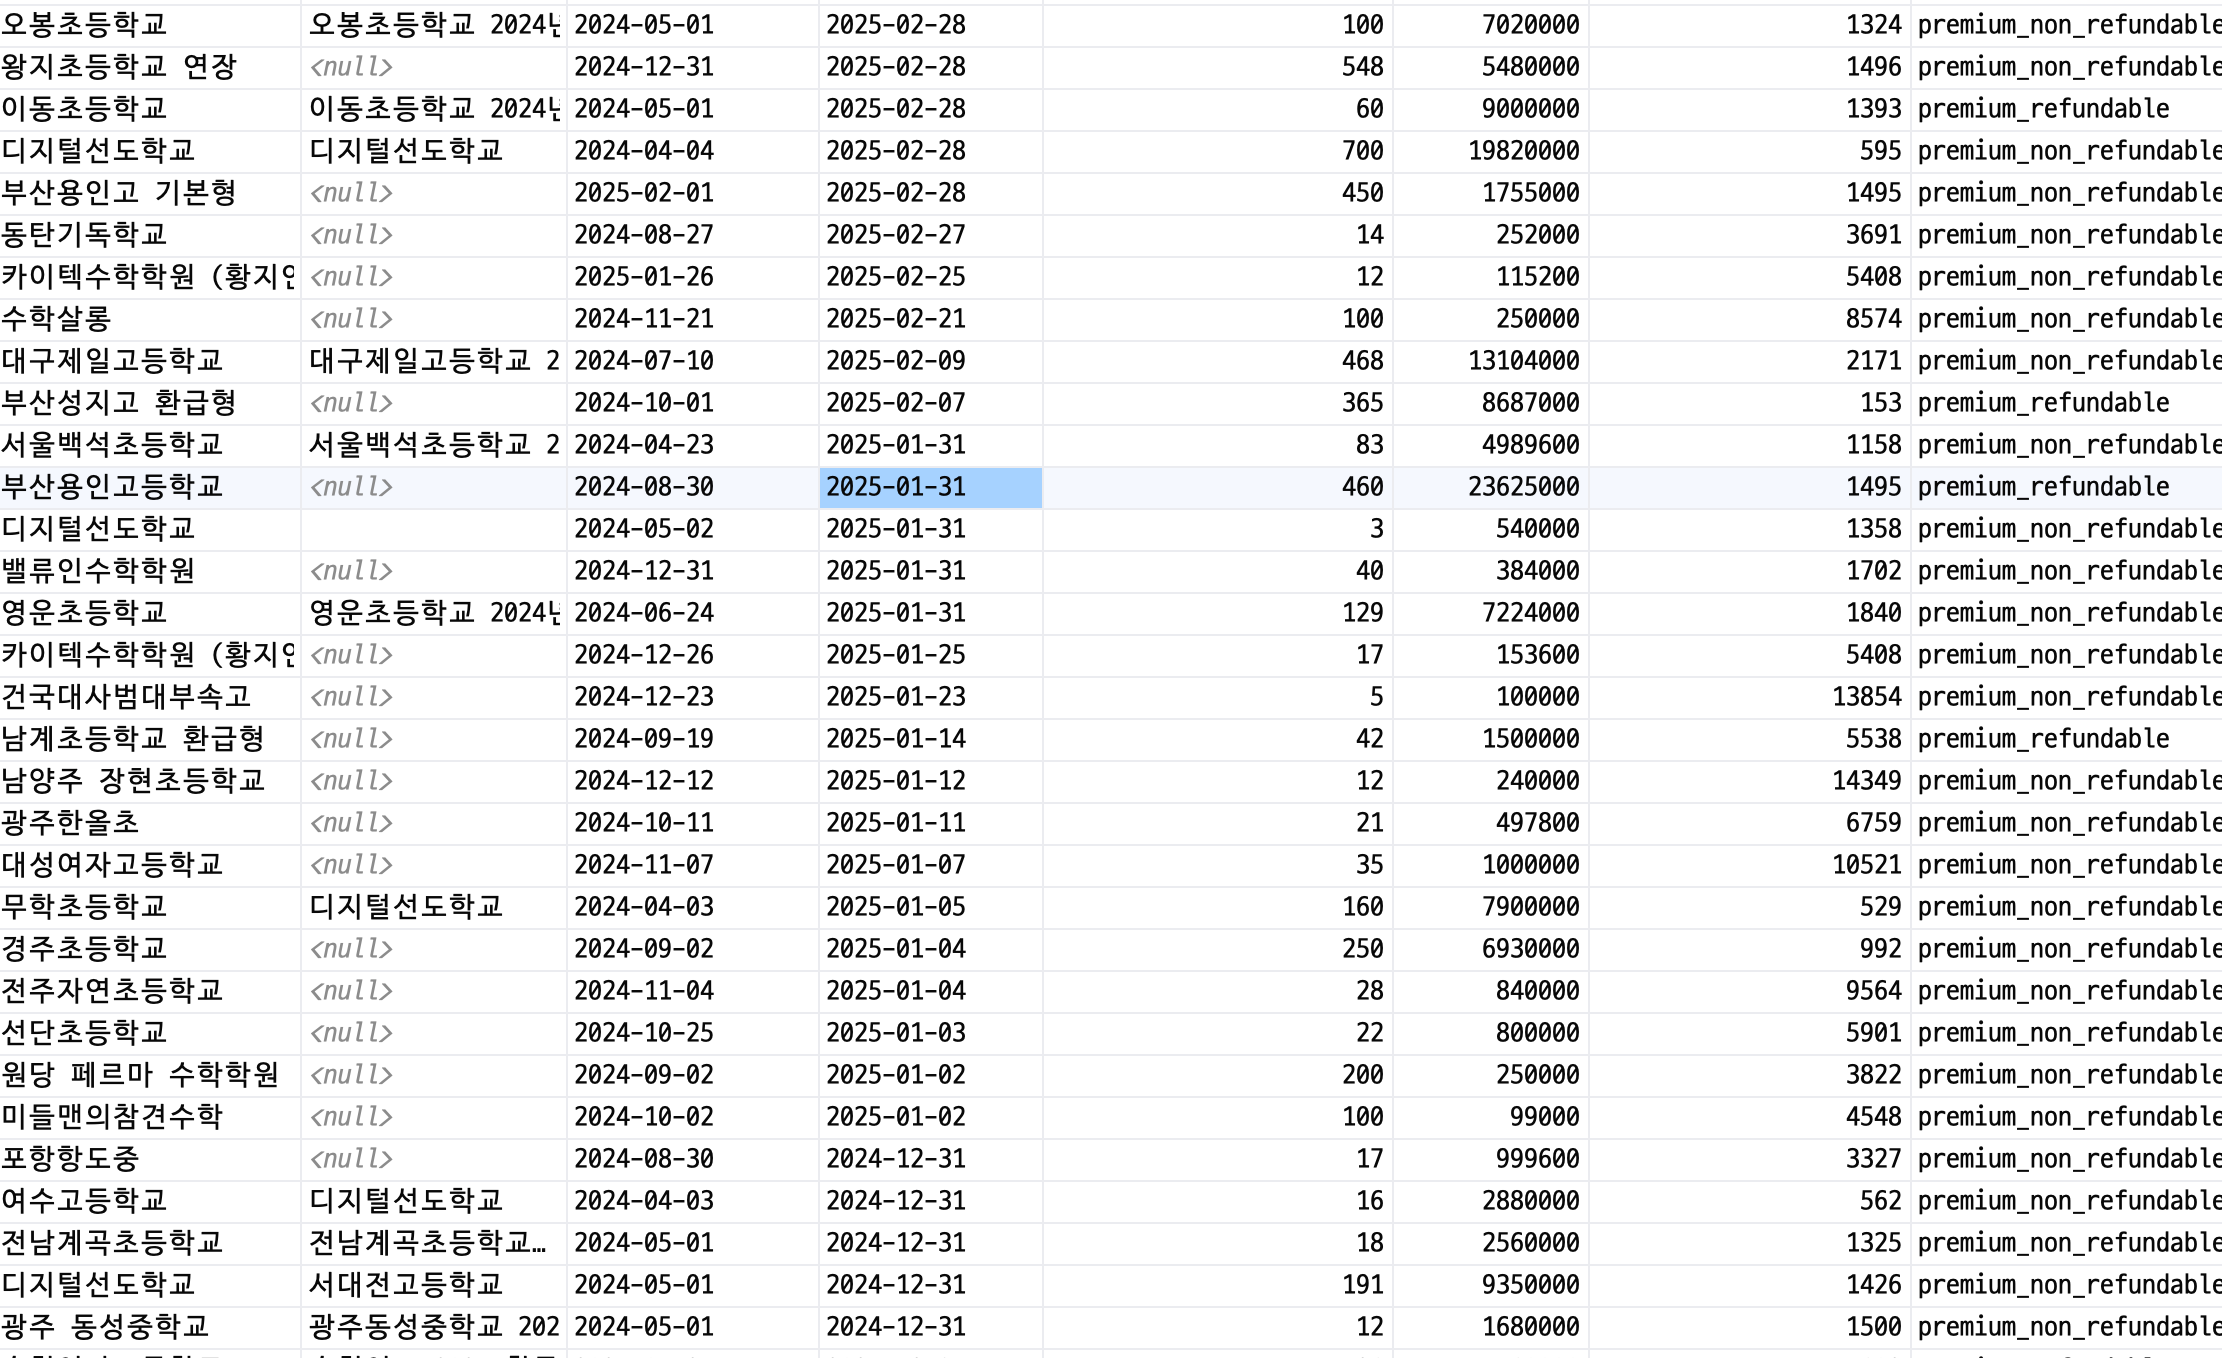 오봉초등학교 오봉초등학교 2024년 2024-05-01 2025-02-28 100 7020000 1324 premium_non_refundable
왕지초등학교 연장 <null> 2024-12-31 2025-02-28 548 5480000 1496 premium_non_refundable
이동초등학교 이동초등학교 2024년 2024-05-01 2025-02-28 60 9000000 1393 premium_refundable
디지털선도학교 디지털선도학교 2024-04-04 2025-02-28 700 19820000 595 premium_non_refundable
부산용인고 기본형 <null> 2025-02-01 2025-02-28 450 1755000 1495 premium_non_refundable
동탄기독학교 <null> 2024-08-27 2025-02-27 14 252000 3691 premium_non_refundable
카이텍수학학원 (황지인 <null> 2025-01-26 2025-02-25 12 115200 5408 premium_non_refundable
수학살롱 <null> 2024-11-21 2025-02-21 100 250000 8574 premium_non_refundable
대구제일고등학교 대구제일고등학교 2 2024-07-10 2025-02-09 468 13104000 2171 premium_non_refundable
부산성지고 환급형 <null> 2024-10-01 2025-02-07 365 8687000 153 premium_refundable
서울백석초등학교 서울백석초등학교 2 2024-04-23 2025-01-31 83 4989600 1158 premium_non_refundable
부산용인고등학교 <null> 2024-08-30 2025-01-31 460 23625000 1495 premium_refundable
디지털선도학교 2024-05-02 2025-01-31 3 540000 1358 premium_non_refundable
밸류인수학학원 <null> 2024-12-31 2025-01-31 40 384000 1702 premium_non_refundable
영운초등학교 영운초등학교 2024년 2024-06-24 2025-01-31 129 7224000 1840 premium_non_refundable
카이텍수학학원 (황지인 <null> 2024-12-26 2025-01-25 17 153600 5408 premium_non_refundable
건국대사범대부속고 <null> 2024-12-23 2025-01-23 5 100000 13854 premium_non_refundable
남계초등학교 환급형 <null> 2024-09-19 2025-01-14 42 1500000 5538 premium_refundable
남양주 장현초등학교 <null> 2024-12-12 2025-01-12 12 240000 14349 premium_non_refundable
광주한올초 <null> 2024-10-11 2025-01-11 21 497800 6759 premium_non_refundable
대성여자고등학교 <null> 2024-11-07 2025-01-07 35 1000000 10521 premium_non_refundable
무학초등학교 디지털선도학교 2024-04-03 2025-01-05 160 7900000 529 premium_non_refundable
경주초등학교 <null> 2024-09-02 2025-01-04 250 6930000 992 premium_non_refundable
전주자연초등학교 <null> 2024-11-04 2025-01-04 28 840000 9564 premium_non_refundable
선단초등학교 <null> 2024-10-25 2025-01-03 22 800000 5901 premium_non_refundable
원당 페르마 수학학원 <null> 2024-09-02 2025-01-02 200 250000 3822 premium_non_refundable
미들맨의참견수학 <null> 2024-10-02 2025-01-02 100 99000 4548 premium_non_refundable
포항항도중 <null> 2024-08-30 2024-12-31 17 999600 3327 premium_non_refundable
여수고등학교 디지털선도학교 2024-04-03 2024-12-31 16 2880000 562 premium_non_refundable
전남계곡초등학교 전남계곡초등학교… 2024-05-01 2024-12-31 18 2560000 1325 premium_non_refundable
디지털선도학교 서대전고등학교 2024-05-01 2024-12-31 191 9350000 1426 premium_non_refundable
광주 동성중학교 광주동성중학교 202 2024-05-01 2024-12-31 12 1680000 1500 premium_non_refundable